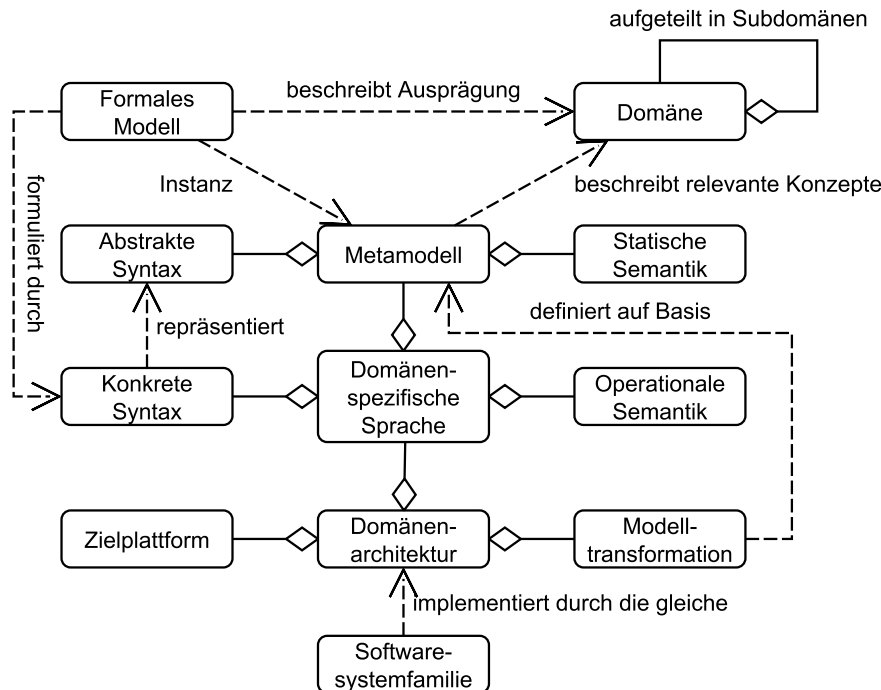 aufgeteilt in Subdomänen
Formales
Modell
beschreibt Ausprägung
Domäne
Instanz
beschreibt relevante Konzepte
formuliert durch
Abstrakte
Syntax
Metamodell
Statische
Semantik
repräsentiert
definiert auf Basis
Konkrete
Syntax
Domänen-
spezifische
Sprache
Operationale
Semantik
Zielplattform
Domänen-
architektur
Modell-
transformation
implementiert durch die gleiche
Software-
systemfamilie